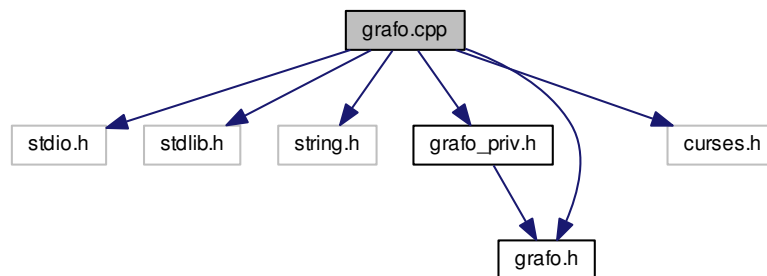 grafo.cpp
stdio.h
stdlib.h
string.h
grafo_priv.h
curses.h
grafo.h